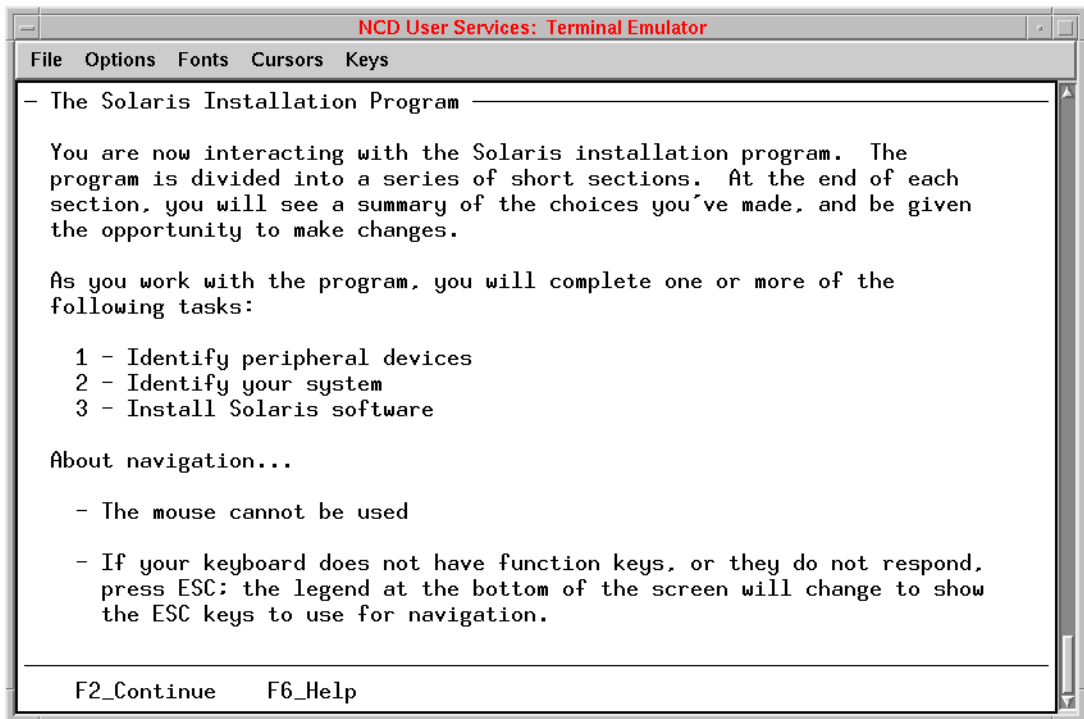 NCD User Services: Terminal Emulator
File Options Fonts Cursors Keys
– The Solaris Installation Program
You are now interacting with the Solaris installation program. The
program is divided into a series of short sections. At the end of each
section, you will see a summary of the choices you´ve made, and be given
the opportunity to make changes.
As you work with the program, you will complete one or more of the
following tasks:
1 - Identify peripheral devices
2 - Identify your system
3 - Install Solaris software
About navigation...
- The mouse cannot be used
- If your keyboard does not have function keys, or they do not respond,
press ESC; the legend at the bottom of the screen will change to show
the ESC keys to use for navigation.
F2_Continue F6_Help